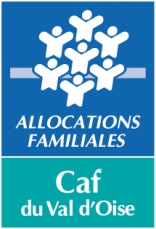 ALLOCATIONS
FAMILIALES
Caf
du Val d'Oise